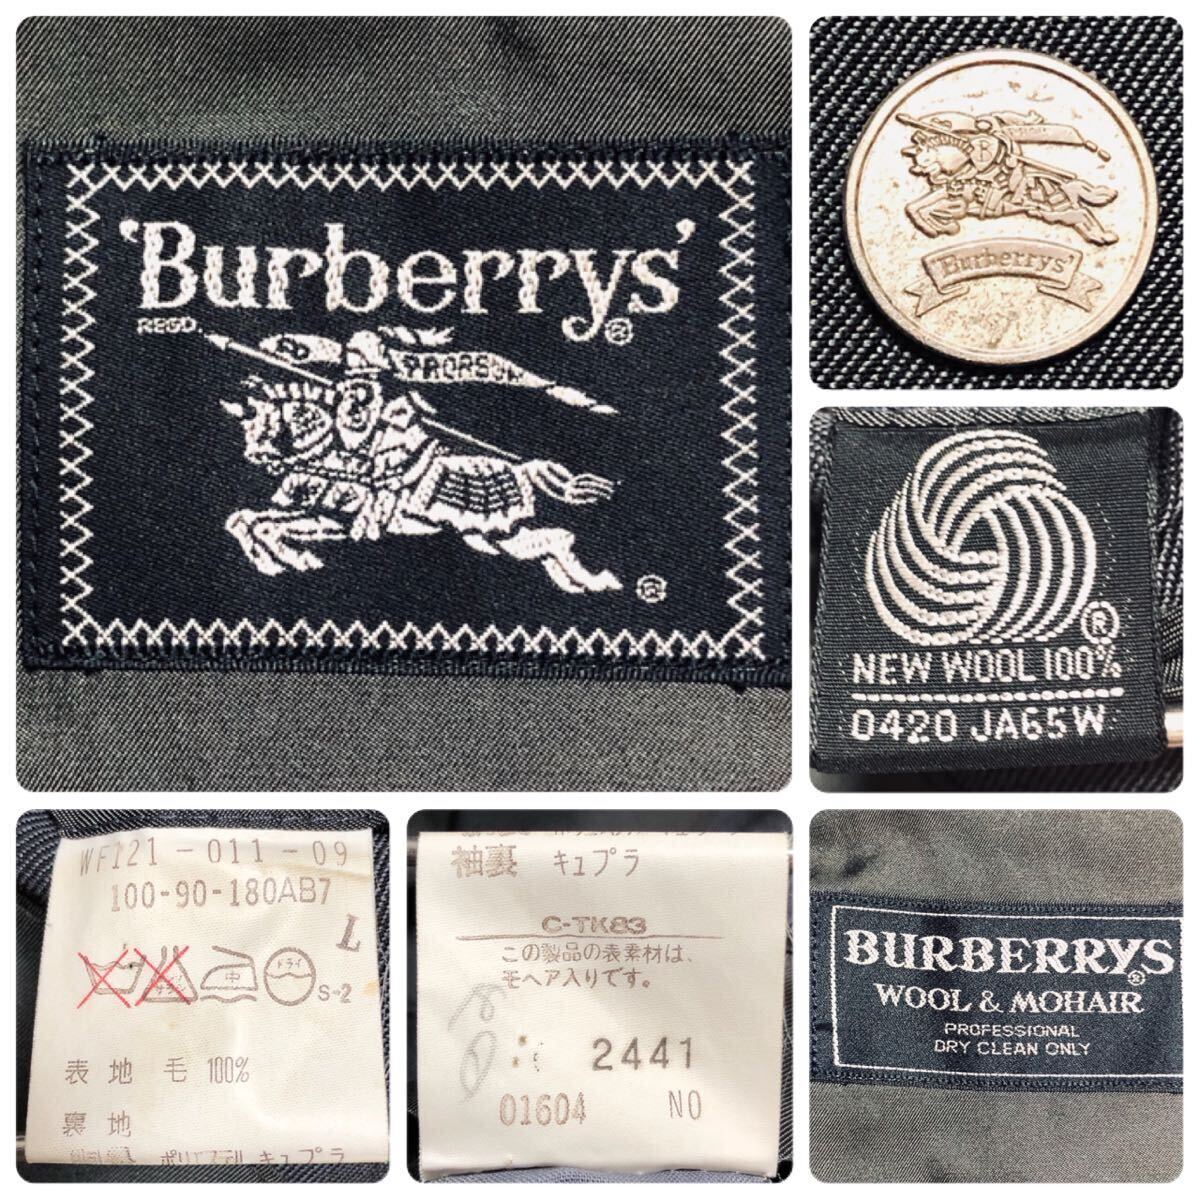 'Burberrys'®
REGD.
PRORSUM
®
'Burberrys'
®
NEW WOOL 100%
0420 JA65W
WF121-011-09
100-90-180AB7
L
中
ドライ
S-2
表地 毛 100%
裏地
ポリエステル キュプラ
袖裏 キュプラ
C-TK83
この製品の表素材は、
モヘア入りです。
2441
01604 NO
BURBERRYS®
WOOL & MOHAIR
PROFESSIONAL
DRY CLEAN ONLY